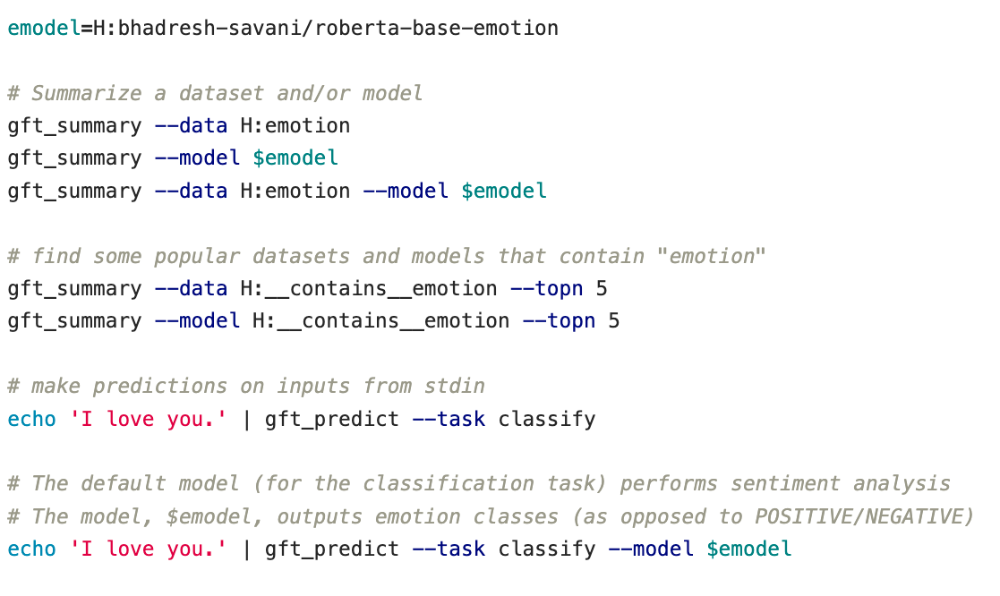 emodel=H:bhadresh-savani/roberta-base-emotion
# Summarize a dataset and/or model
gft_summary --data H:emotion
gft_summary --model $emodel
gft_summary --data H:emotion --model $emodel
# find some popular datasets and models that contain "emotion"
gft_summary --data H:__contains__emotion --topn 5
gft_summary --model H:__contains__emotion --topn 5
# make predictions on inputs from stdin
echo 'I love you.' | gft_predict --task classify
# The default model (for the classification task) performs sentiment analysis
# The model, $emodel, outputs emotion classes (as opposed to POSITIVE/NEGATIVE)
echo 'I love you.' | gft_predict --task classify --model $emodel